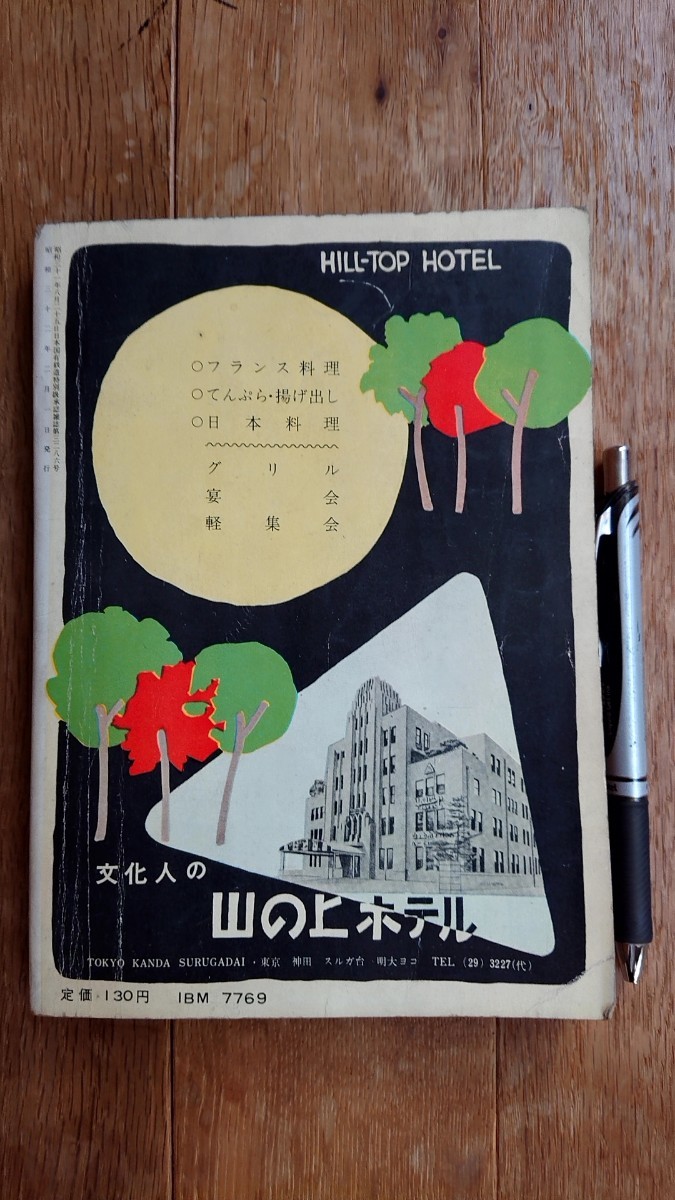 HILL-TOP HOTEL
○フランス料理
○てんぷら・揚げ出し
○日本料理
グリル
宴会
軽集会
文化人の
山の上ホテル
TOKYO KANDA SURUGADAI・東京 神田 スルガ台 明大ヨコ TEL (29) 3227(代)
定価・130円 IBM 7769